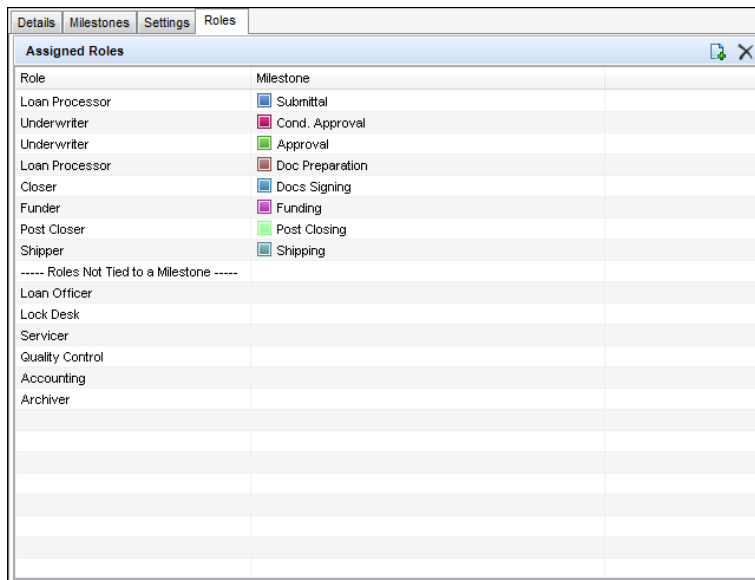 Details Milestones Settings Roles
Assigned Roles
Role Milestone
Loan Processor Submittal
Underwriter Cond. Approval
Underwriter Approval
Loan Processor Doc Preparation
Closer Docs Signing
Funder Funding
Post Closer Post Closing
Shipper Shipping
----- Roles Not Tied to a Milestone -----
Loan Officer
Lock Desk
Servicer
Quality Control
Accounting
Archiver